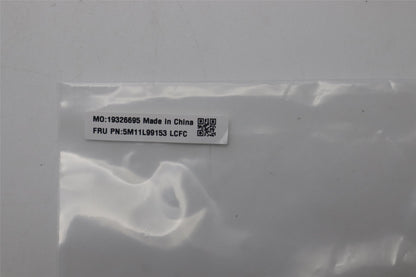 MO:19326695 Made in China
FRU PN:5M11L99153 LCFC